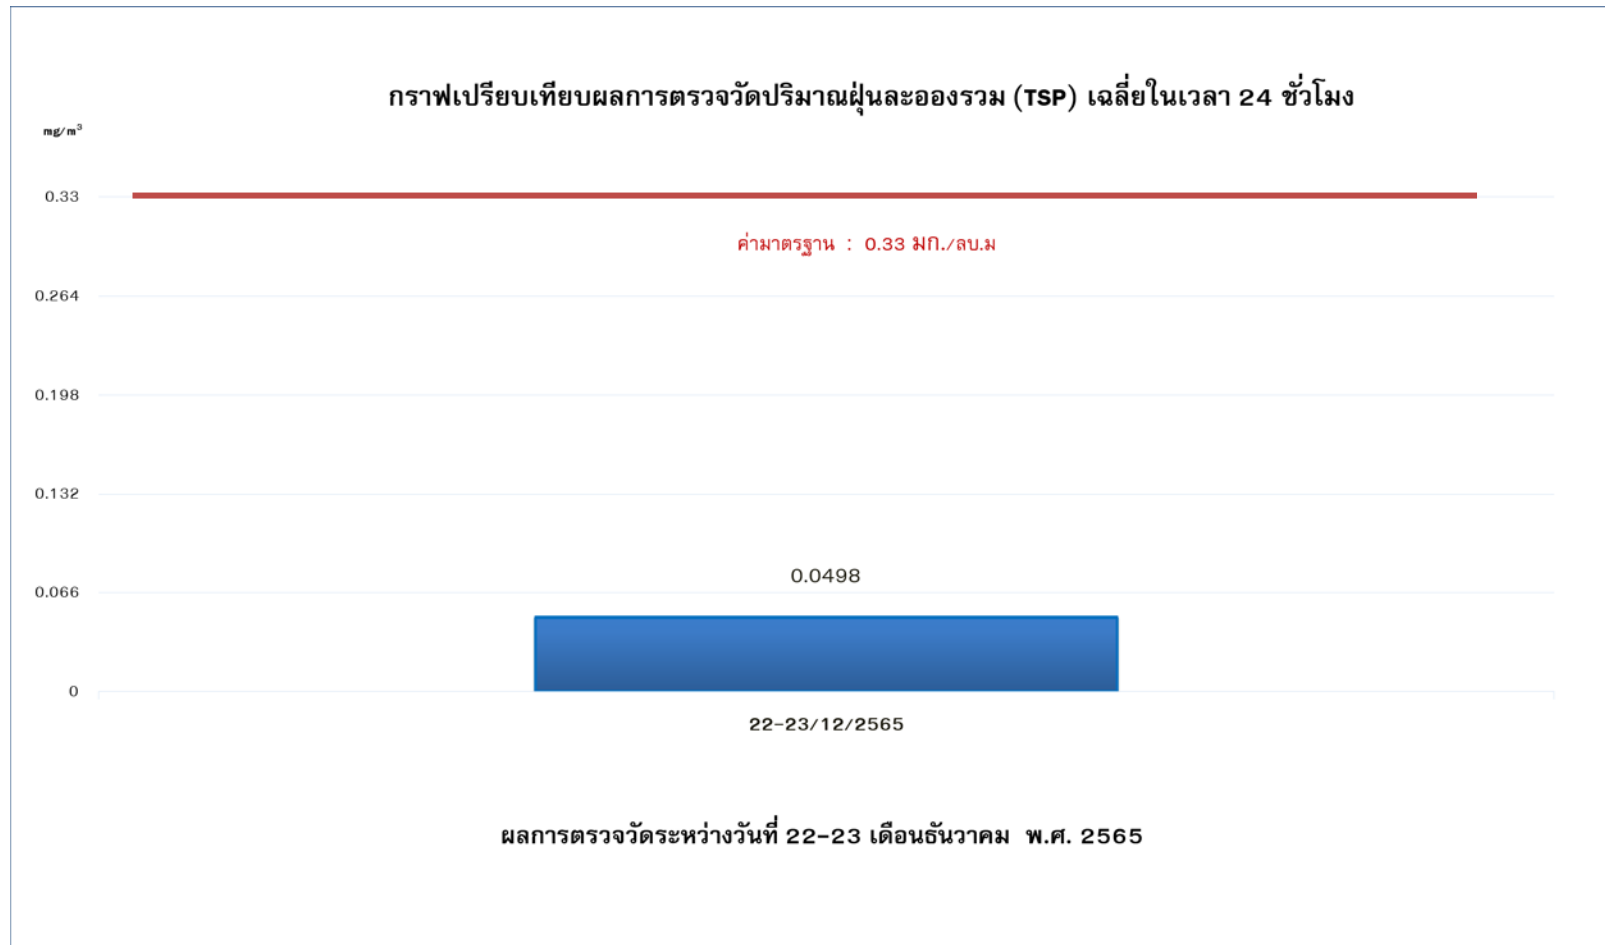 กราฟเปรียบเทียบผลการตรวจวัดปริมาณฝุ่นละอองรวม (TSP) เฉลี่ยในเวลา 24 ชั่วโมง
mg/m³
0.33
ค่ามาตรฐาน : 0.33 มก./ลบ.ม
0.264
0.198
0.132
0.0498
0.066
0
22-23/12/2565
ผลการตรวจวัดระหว่างวันที่ 22-23 เดือนธันวาคม พ.ศ. 2565